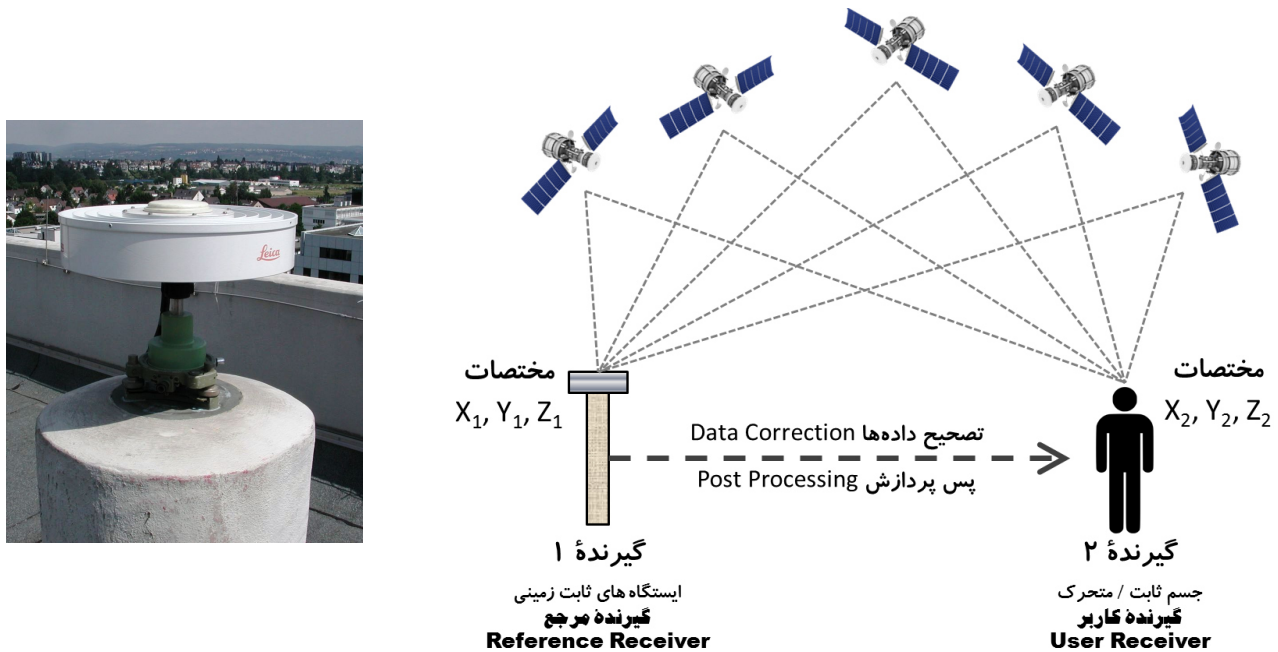 Leica
مختصات
X₁, Y₁, Z₁
مختصات
X₂, Y₂, Z₂
تصحیح داده‌ها Data Correction
پس پردازش Post Processing
گیرندهٔ ۱
ایستگاه های ثابت زمینی
گیرنده مرجع
Reference Receiver
گیرندهٔ ۲
جسم ثابت / متحرک
گیرنده کاربر
User Receiver